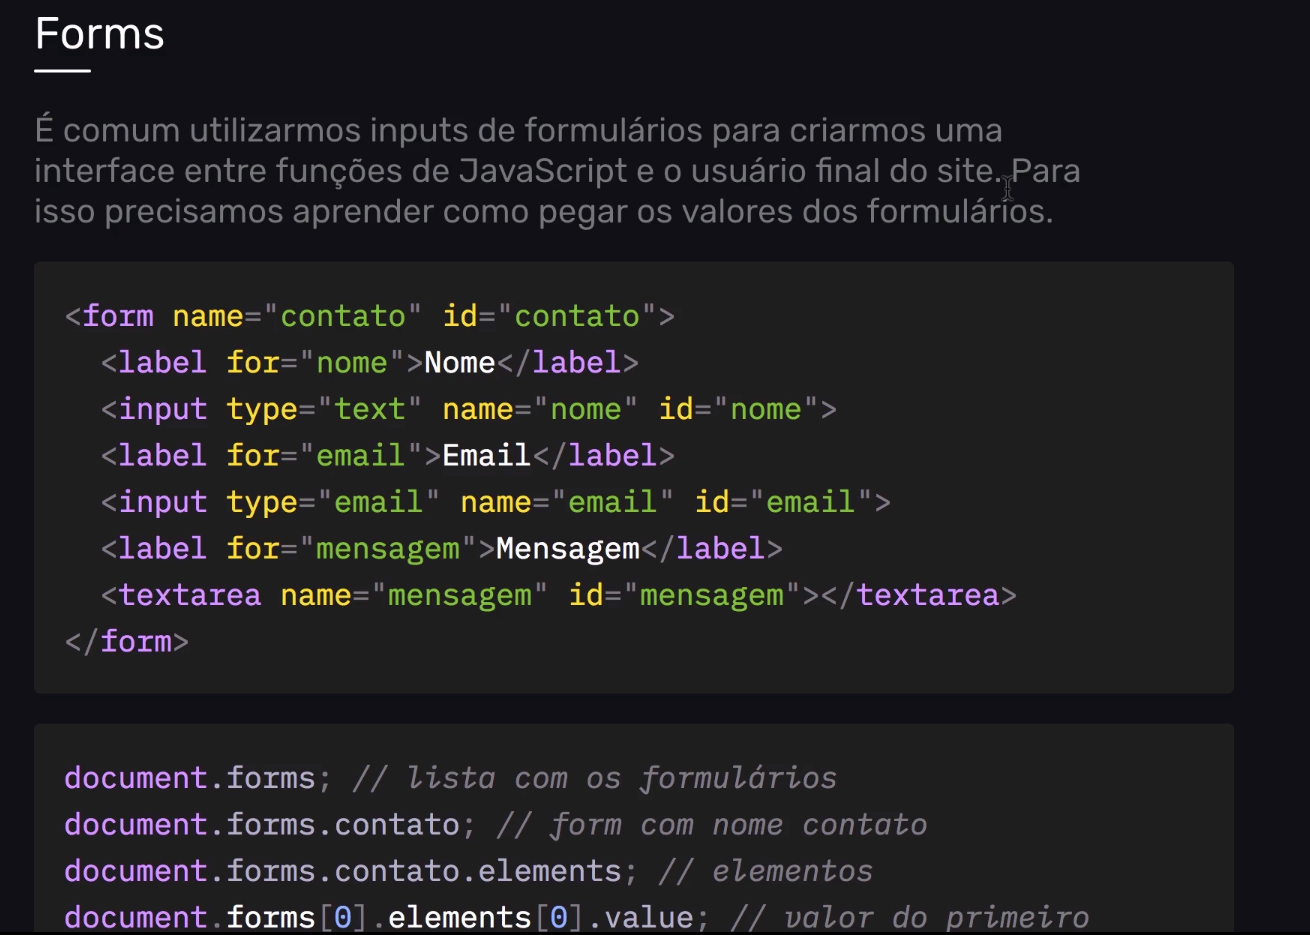 Forms
É comum utilizarmos inputs de formulários para criarmos uma
interface entre funções de JavaScript e o usuário final do site. Para
isso precisamos aprender como pegar os valores dos formulários.
<form name="contato" id="contato">
<label for="nome">Nome</label>
<input type="text" name="nome" id="nome">
<label for="email">Email</label>
<input type="email" name="email" id="email">
<label for="mensagem">Mensagem</label>
<textarea name="mensagem" id="mensagem"></textarea>
</form>
document.forms; // lista com os formulários
document.forms.contato; // form com nome contato
document.forms.contato.elements; // elementos
document.forms[0].elements[0].value; // valor do primeiro